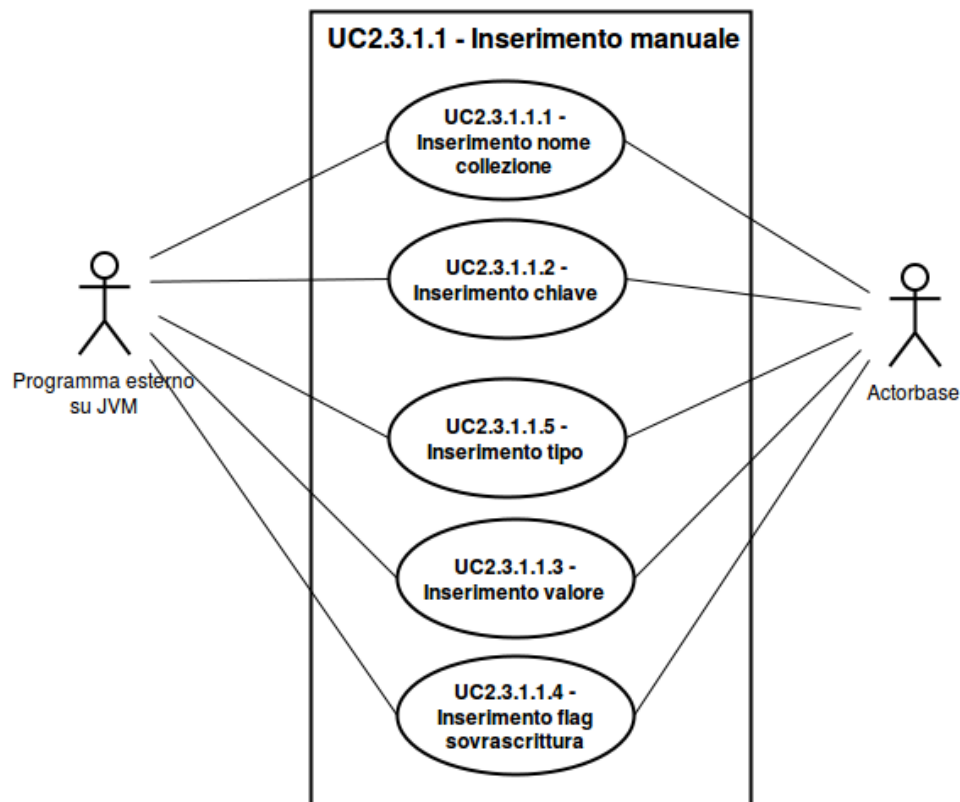 UC2.3.1.1 - Inserimento manuale
UC2.3.1.1.1 -
Inserimento nome
collezione
UC2.3.1.1.2 -
Inserimento chiave
Programma esterno
su JVM
Actorbase
UC2.3.1.1.5 -
Inserimento tipo
UC2.3.1.1.3 -
Inserimento valore
UC2.3.1.1.4 -
Inserimento flag
sovrascrittura